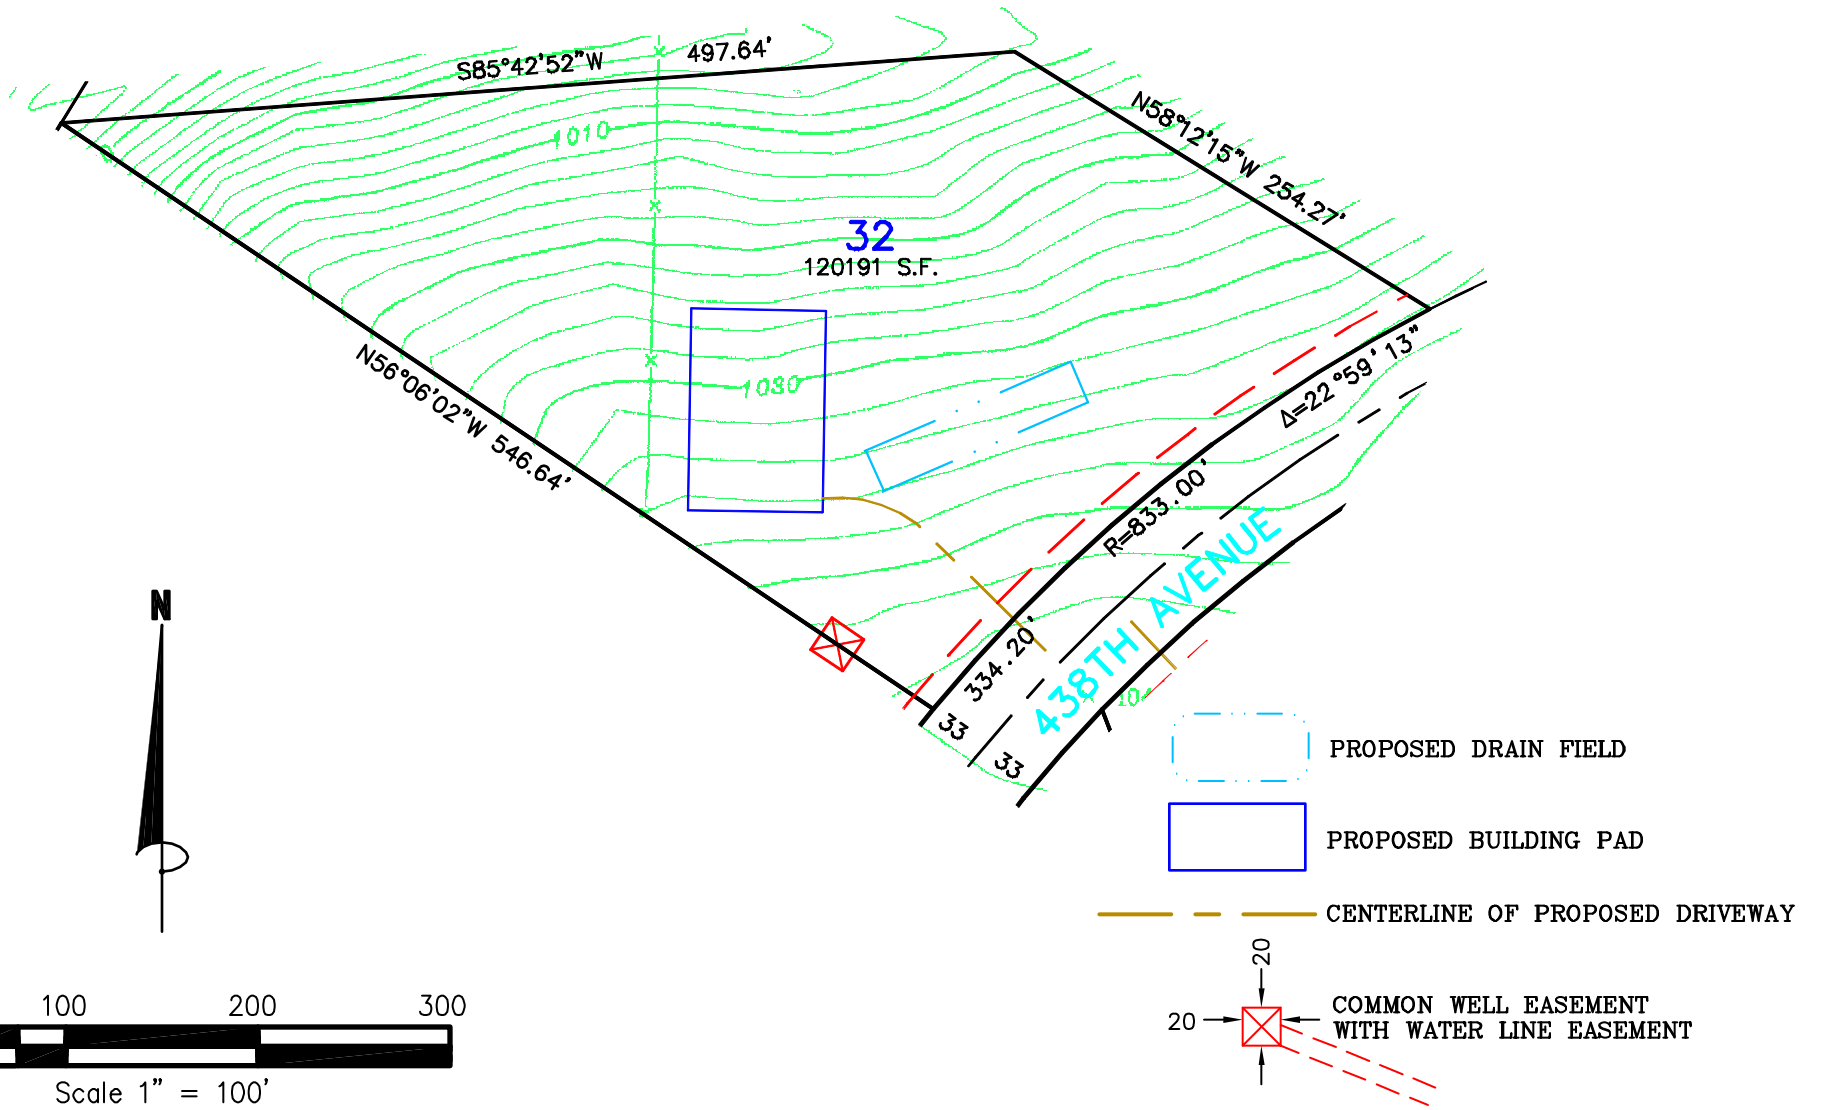 S85°42'52"W 497.64'
N58°12'15"W 254.27'
1010
32
120191 S.F.
1030
N56°06'02"W 546.64'
Δ=22°59'13"
R=833.00'
334.20'
438TH AVENUE
33
33
N
PROPOSED DRAIN FIELD
PROPOSED BUILDING PAD
CENTERLINE OF PROPOSED DRIVEWAY
20
20
COMMON WELL EASEMENT
WITH WATER LINE EASEMENT
100 200 300
Scale 1" = 100'